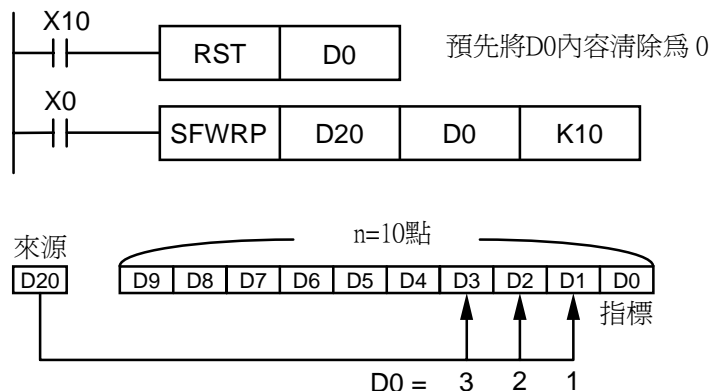 X10
RST D0 預先將D0內容清除為 0
X0
SFWRP D20 D0 K10
來源 n=10點
D20 D9 D8 D7 D6 D5 D4 D3 D2 D1 D0
指標
D0 = 3 2 1